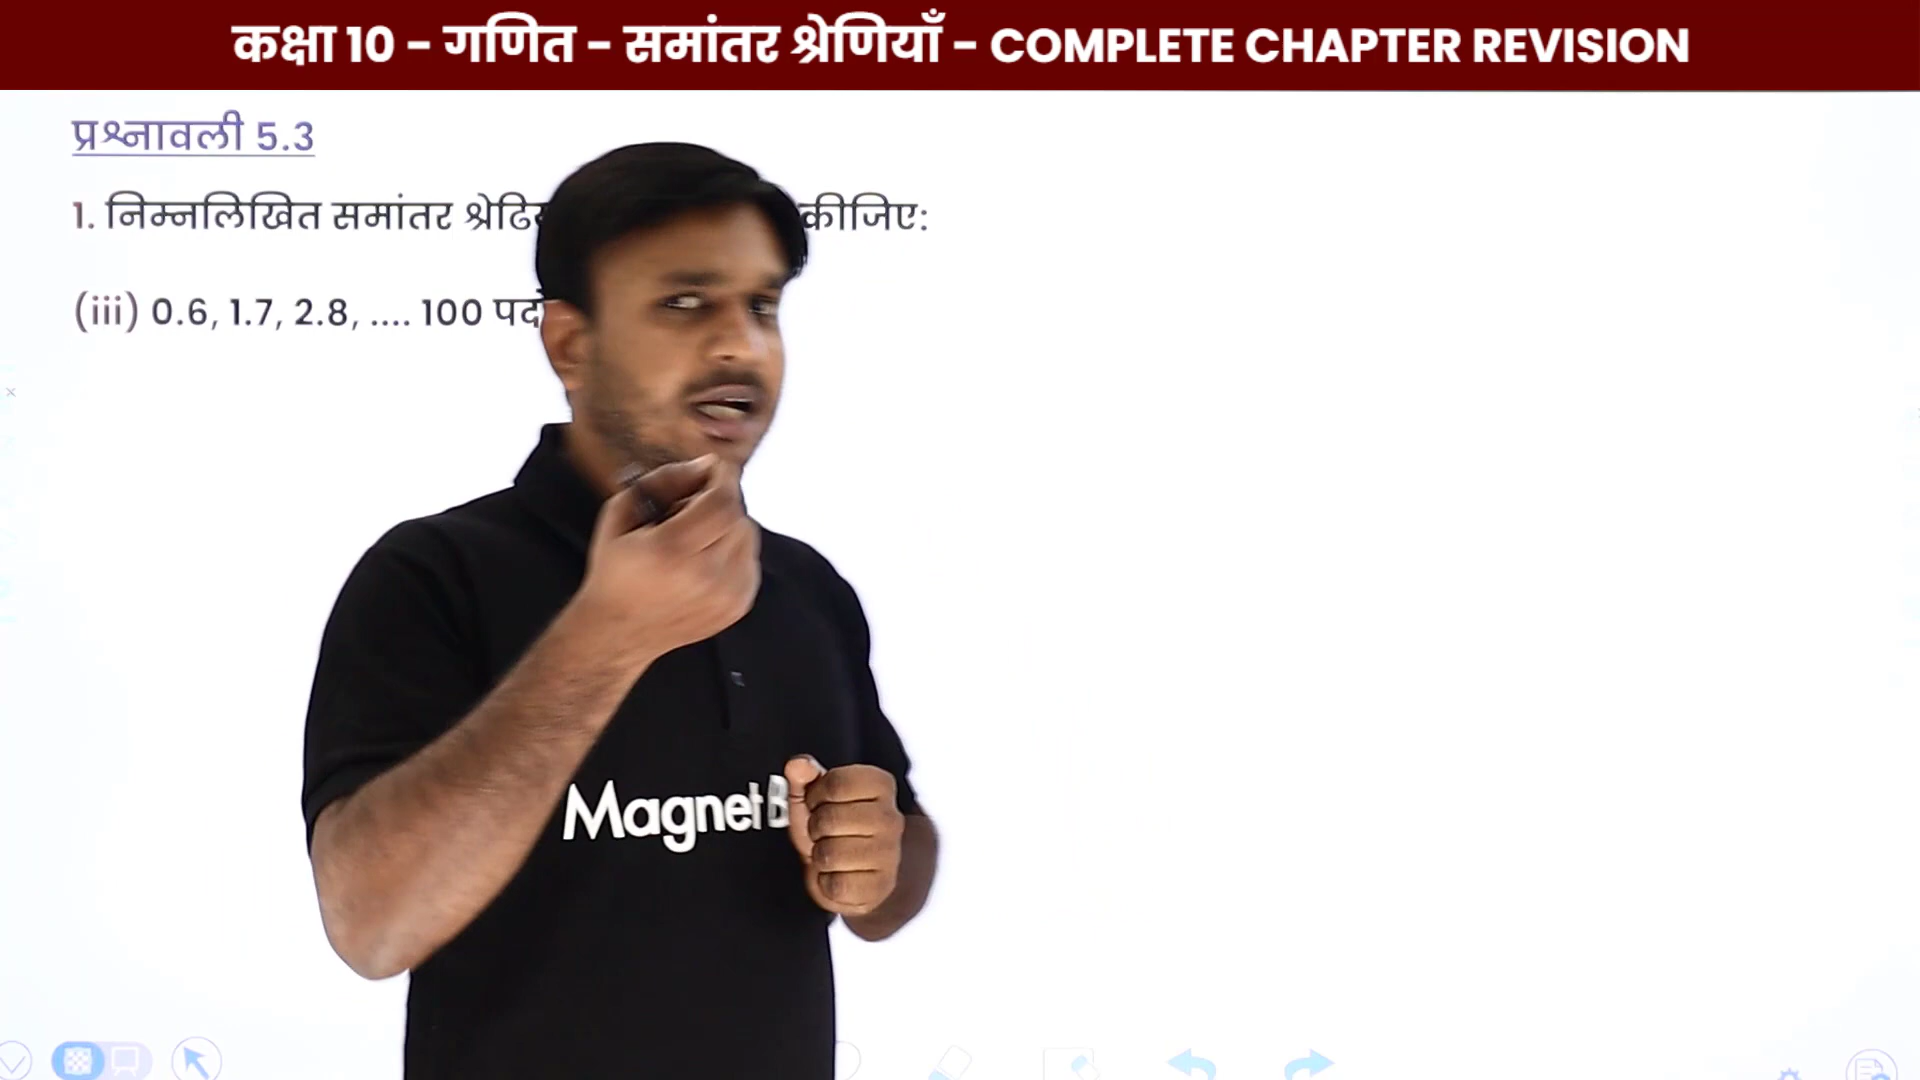 कक्षा 10 – गणित – समांतर श्रेणियाँ – COMPLETE CHAPTER REVISION
प्रश्नावली 5.3
1. निम्नलिखित समांतर कीजिए:
(iii) 0.6, 1.7, 2.8, .... 100
Magnet